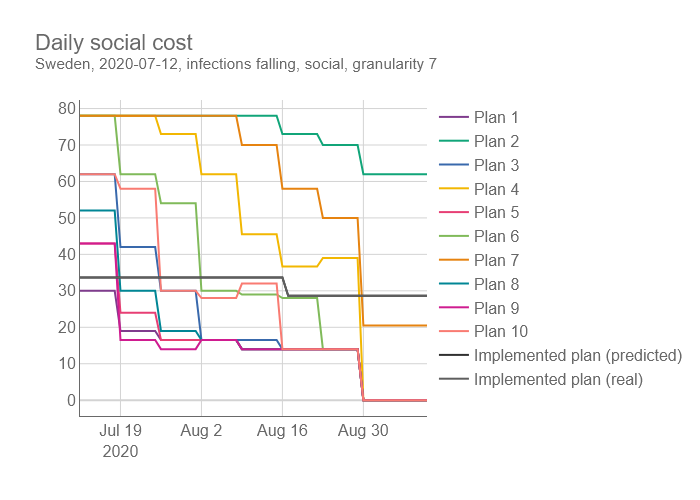 Daily social cost
Sweden, 2020-07-12, infections falling, social, granularity 7
80
70
60
50
40
30
20
10
0
Jul 19
2020
Aug 2
Aug 16
Aug 30
Plan 1
Plan 2
Plan 3
Plan 4
Plan 5
Plan 6
Plan 7
Plan 8
Plan 9
Plan 10
Implemented plan (predicted)
Implemented plan (real)